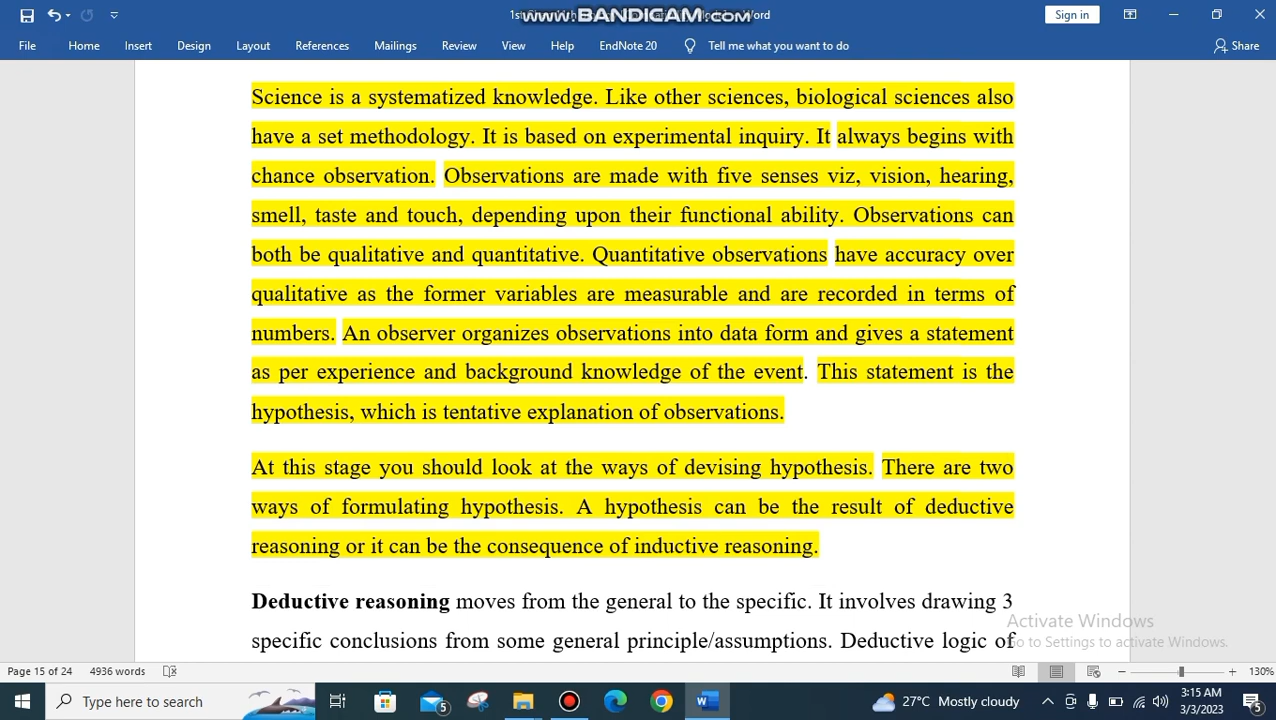 www.BANDICAM.com
Word
Sign in
File Home Insert Design Layout References Mailings Review View Help EndNote 20 Tell me what you want to do Share
Science is a systematized knowledge. Like other sciences, biological sciences also
have a set methodology. It is based on experimental inquiry. It always begins with
chance observation. Observations are made with five senses viz, vision, hearing,
smell, taste and touch, depending upon their functional ability. Observations can
both be qualitative and quantitative. Quantitative observations have accuracy over
qualitative as the former variables are measurable and are recorded in terms of
numbers. An observer organizes observations into data form and gives a statement
as per experience and background knowledge of the event. This statement is the
hypothesis, which is tentative explanation of observations.
At this stage you should look at the ways of devising hypothesis. There are two
ways of formulating hypothesis. A hypothesis can be the result of deductive
reasoning or it can be the consequence of inductive reasoning.
Deductive reasoning moves from the general to the specific. It involves drawing 3
specific conclusions from some general principle/assumptions. Deductive logic of
Activate Windows
Go to Settings to activate Windows.
Page 15 of 24 4936 words 130%
Type here to search 5 27°C Mostly cloudy 3:15 AM
3/3/2023 5